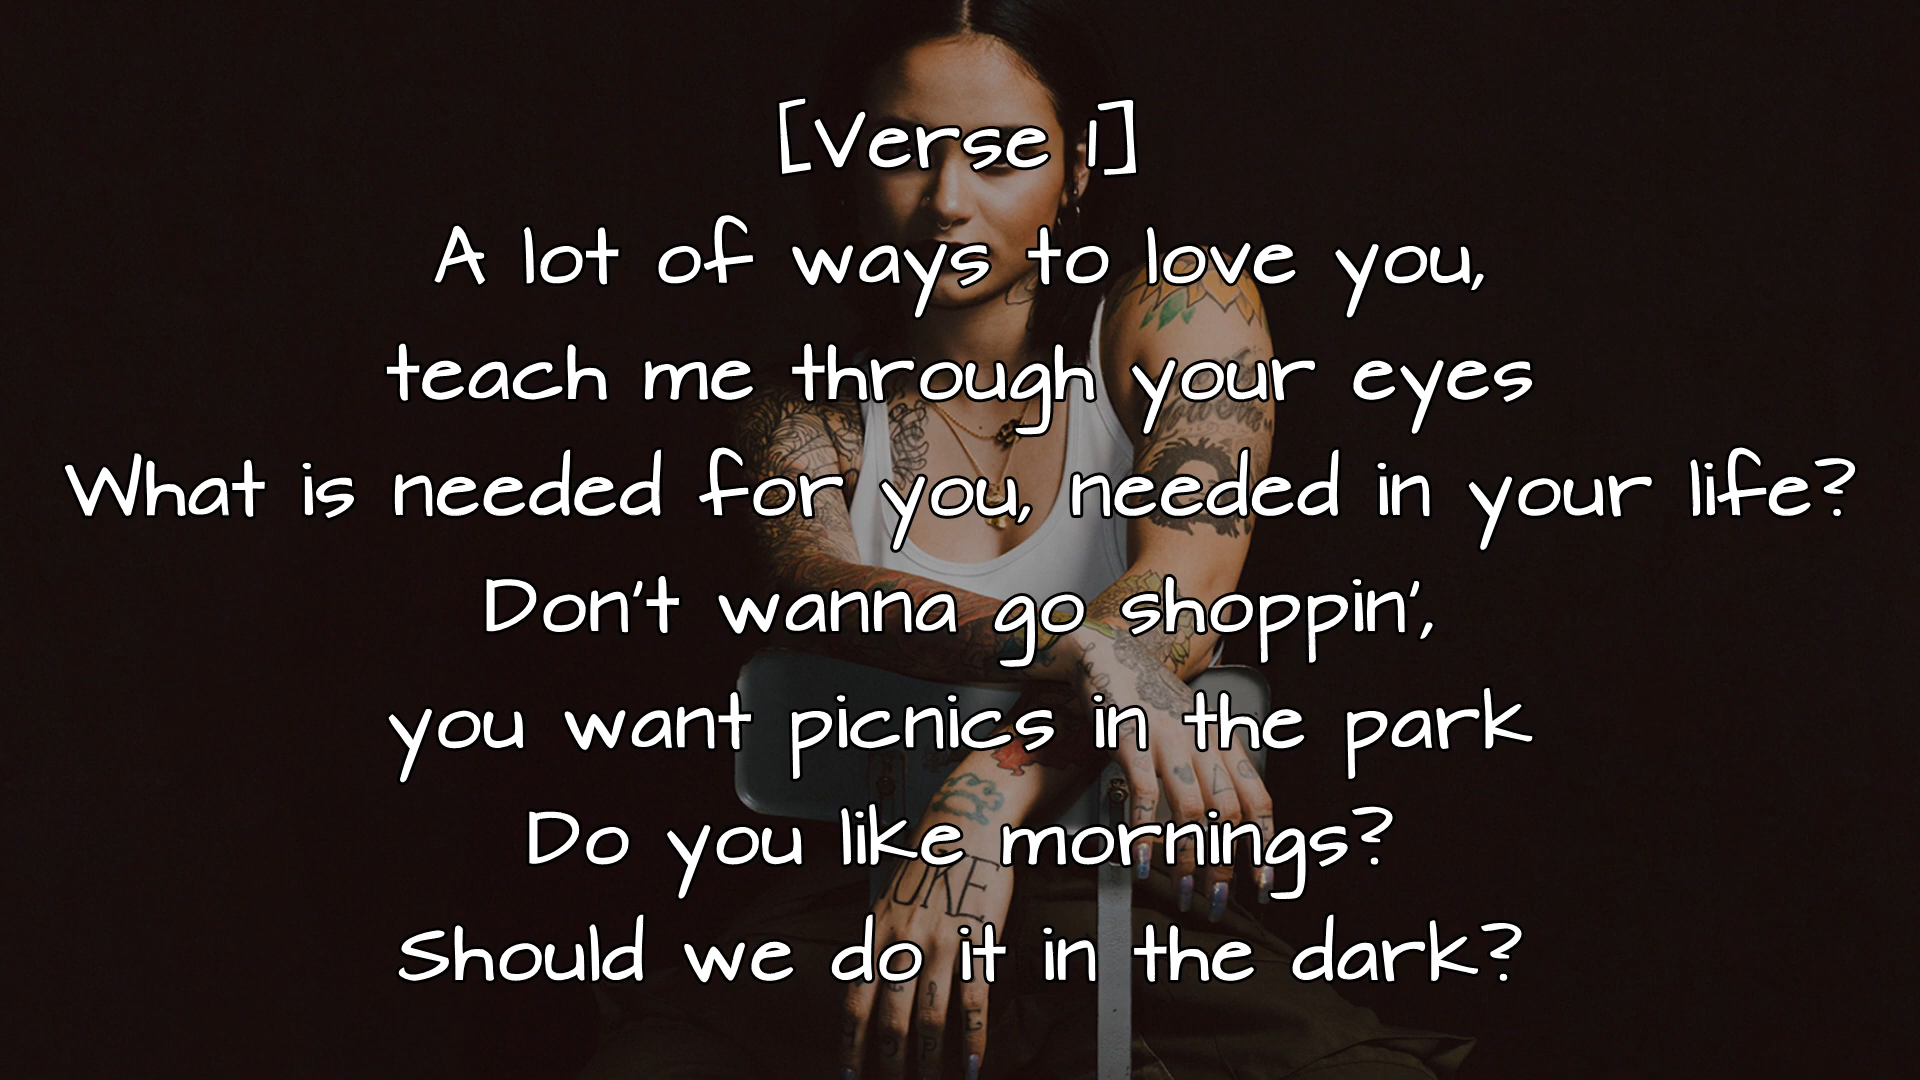 [Verse 1]
A lot of ways to love you,
teach me through your eyes
What is needed for you, needed in your life?
Don't wanna go shoppin',
you want picnics in the park
Do you like mornings?
Should we do it in the dark?